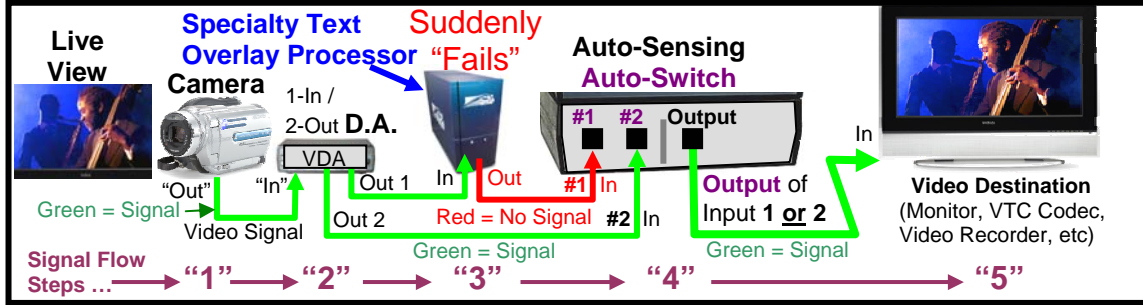 Live
View
Camera
Specialty Text
Overlay Processor
Suddenly
“Fails”
Auto-Sensing
Auto-Switch
1-In /
2-Out D.A.
VDA
#1
#2
Output
“Out”
“In”
Out 1
In
Out
#1 In
In
Green = Signal
Video Signal
Out 2
Red = No Signal
#2 In
Green = Signal
Output of
Input 1 or 2
Green = Signal
Video Destination
(Monitor, VTC Codec,
Video Recorder, etc)
Signal Flow
Steps ...
“1”
“2”
“3”
“4”
“5”